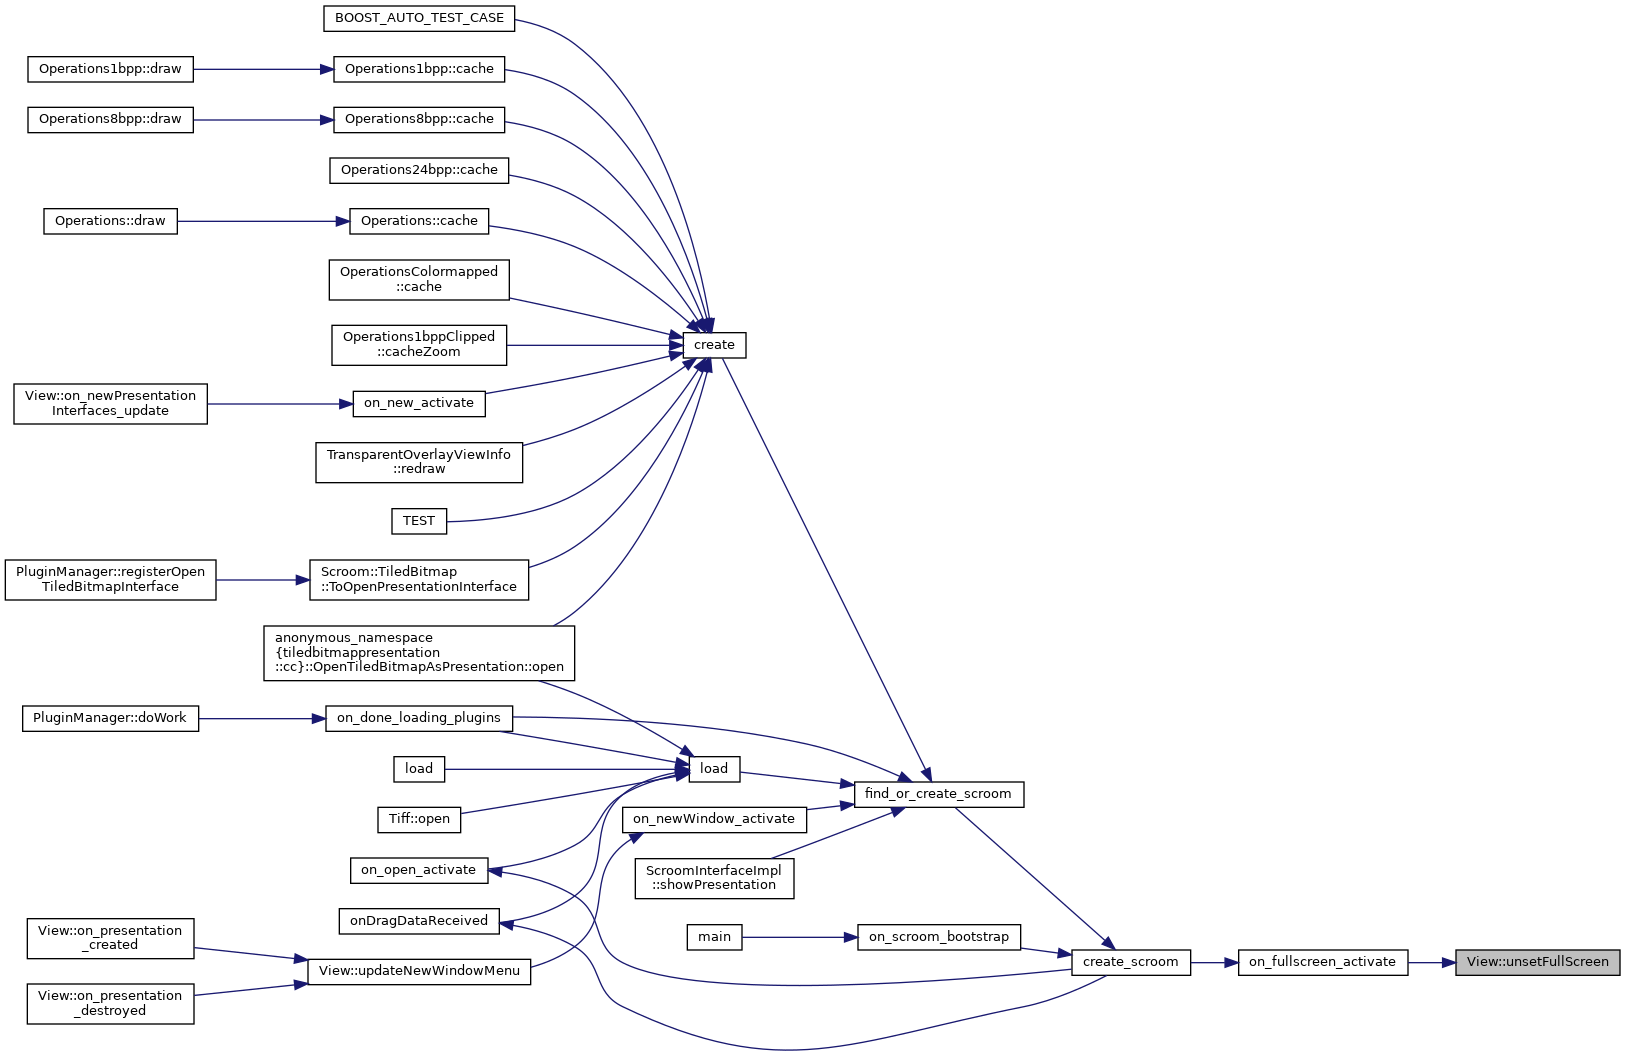 BOOST_AUTO_TEST_CASE
Operations1bpp::draw
Operations1bpp::cache
Operations8bpp::draw
Operations8bpp::cache
Operations24bpp::cache
Operations::draw
Operations::cache
OperationsColormapped
::cache
Operations1bppClipped
::cacheZoom
create
View::on_newPresentation
Interfaces_update
on_new_activate
TransparentOverlayViewInfo
::redraw
TEST
PluginManager::registerOpen
TiledBitmapInterface
Scroom::TiledBitmap
::ToOpenPresentationInterface
anonymous_namespace
{tiledbitmappresentation
::cc}::OpenTiledBitmapAsPresentation::open
PluginManager::doWork
on_done_loading_plugins
load
load
find_or_create_scroom
Tiff::open
on_newWindow_activate
on_open_activate
ScroomInterfaceImpl
::showPresentation
onDragDataReceived
View::on_presentation
_created
main
on_scroom_bootstrap
View::updateNewWindowMenu
create_scroom
on_fullscreen_activate
View::unsetFullScreen
View::on_presentation
_destroyed